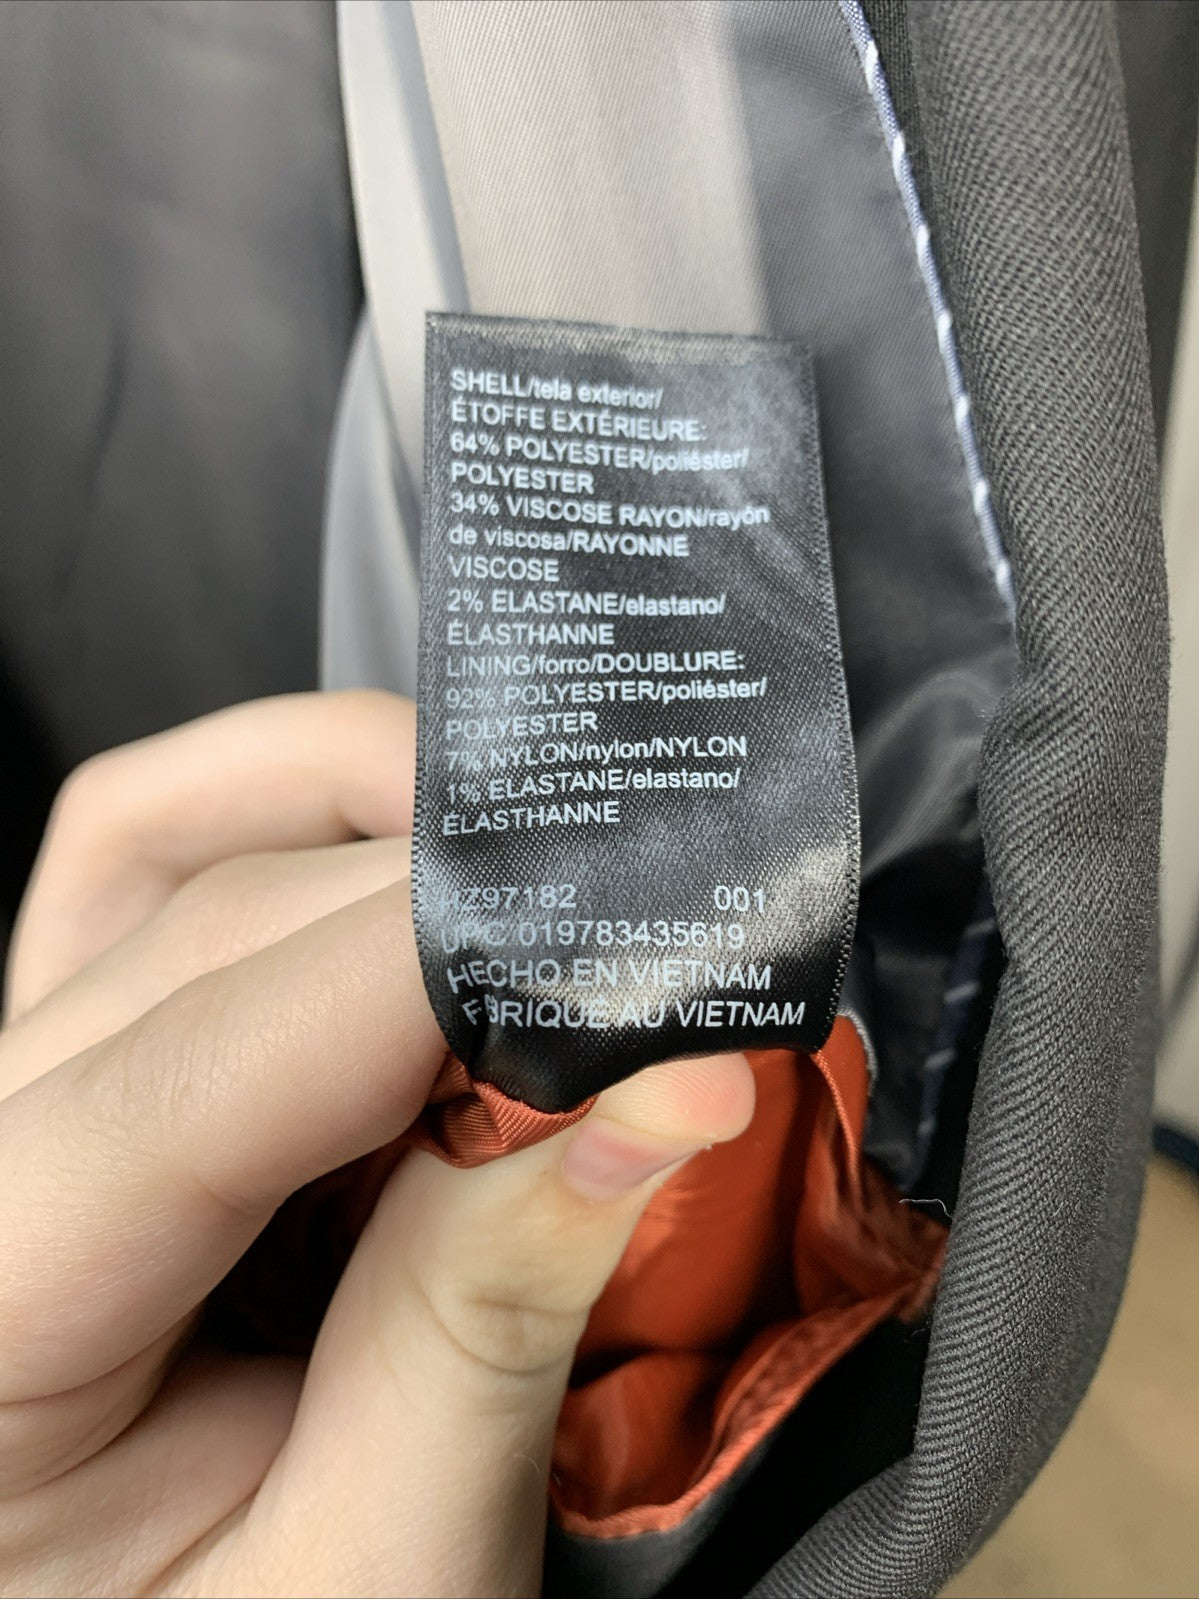 SHELL/tela exterior/
ÉTOFFE EXTÉRIEURE:
64% POLYESTER/poliéster/
POLYESTER
34% VISCOSE RAYON/rayón
de viscosa/RAYONNE
VISCOSE
2% ELASTANE/elastano/
ÉLASTHANNE
LINING/forro/DOUBLURE:
92% POLYESTER/poliéster/
POLYESTER
7% NYLON/nylon/NYLON
1% ELASTANE/elastano/
ÉLASTHANNE
001
UPC 019783435619
HECHO EN VIETNAM
FABRIQUÉ AU VIETNAM